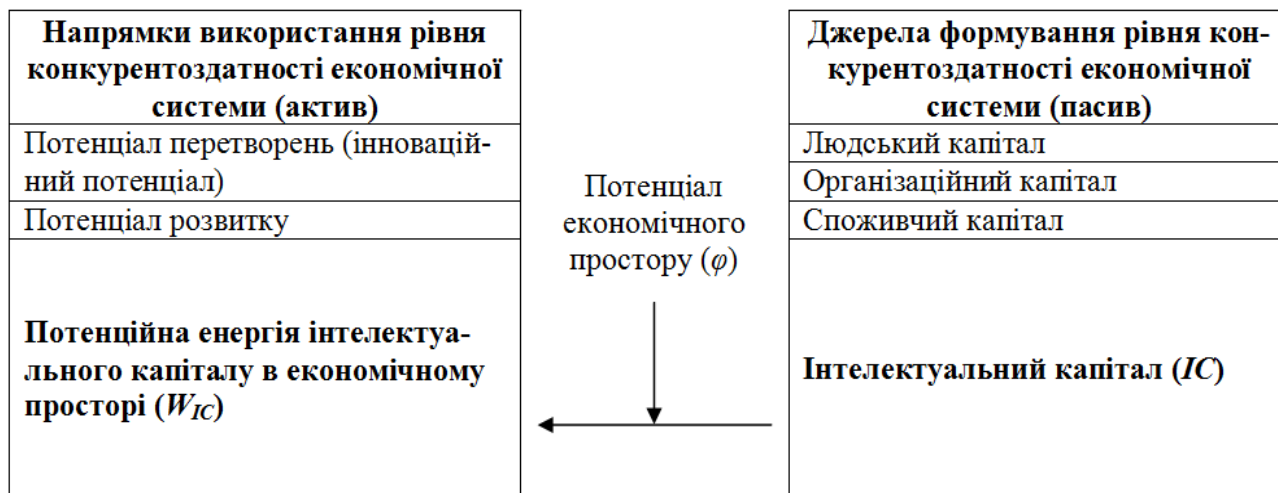 Напрямки використання рівня
конкурентоздатності економічної
системи (актив)
Потенціал перетворень (інновацій-
ний потенціал)
Потенціал розвитку
Потенційна енергія інтелектуа-
льного капіталу в економічному
просторі (W_IC)
Потенціал
економічного
простору (φ)
Джерела формування рівня кон-
курентоздатності економічної
системи (пасив)
Людський капітал
Організаційний капітал
Споживчий капітал
Інтелектуальний капітал (IC)